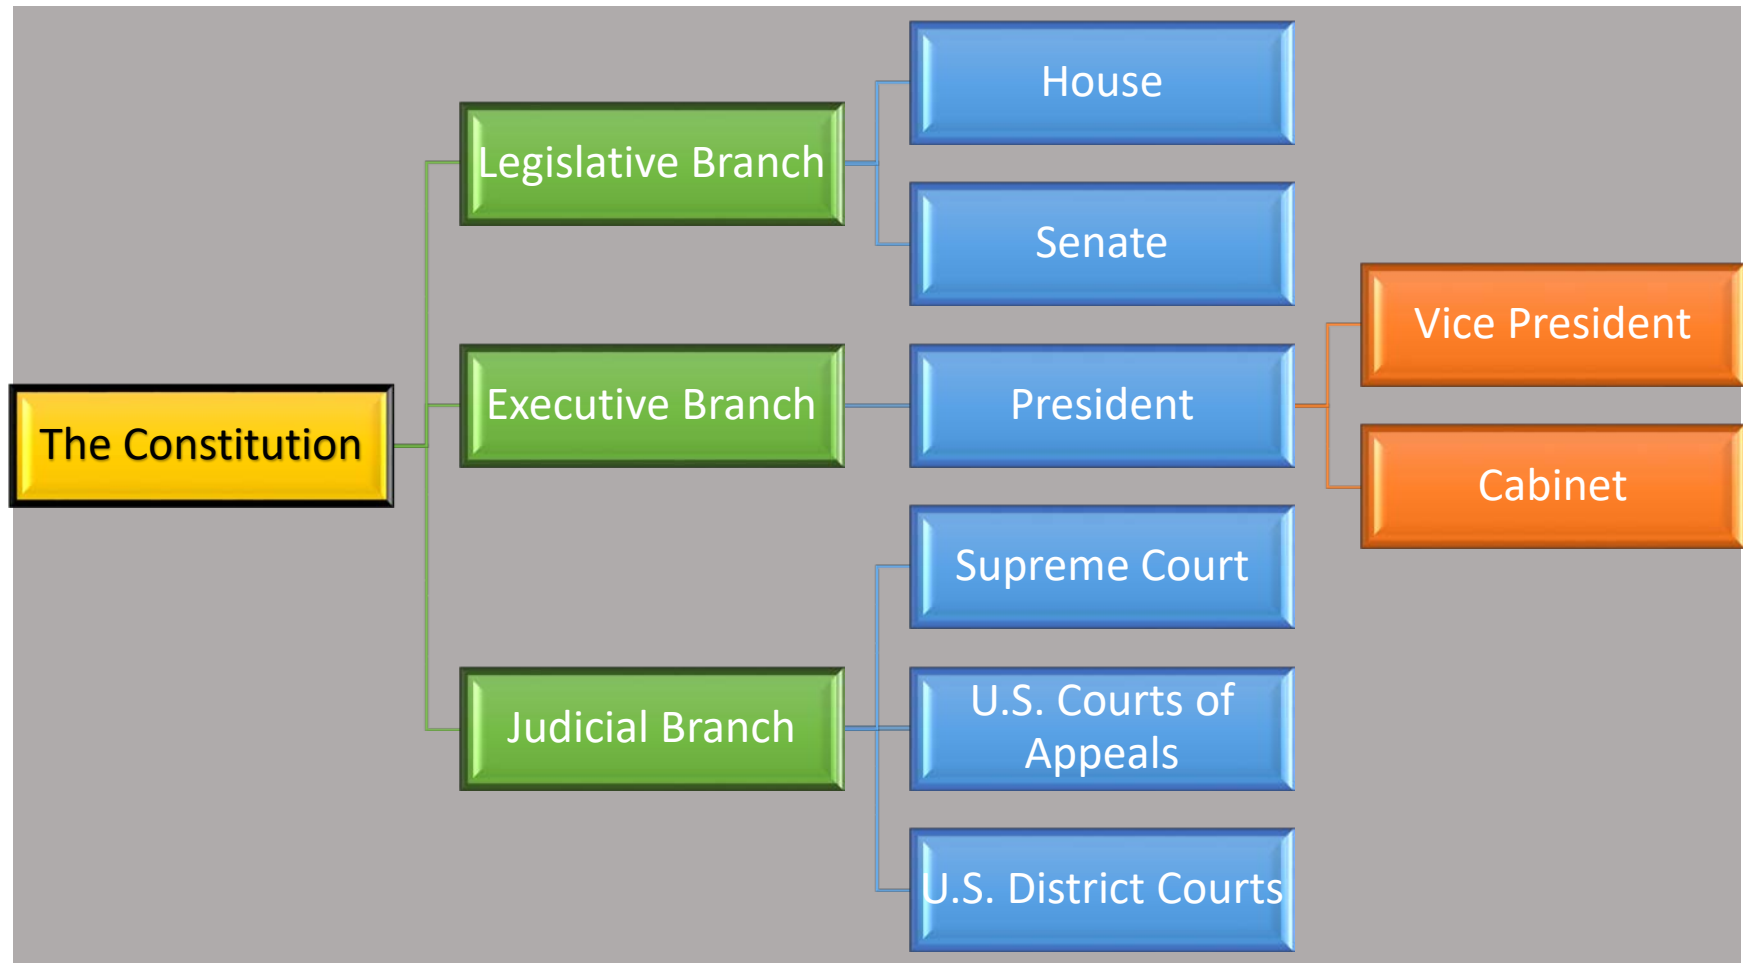 The Constitution
Legislative Branch
House
Senate
Executive Branch
President
Vice President
Cabinet
Judicial Branch
Supreme Court
U.S. Courts of
Appeals
U.S. District Courts